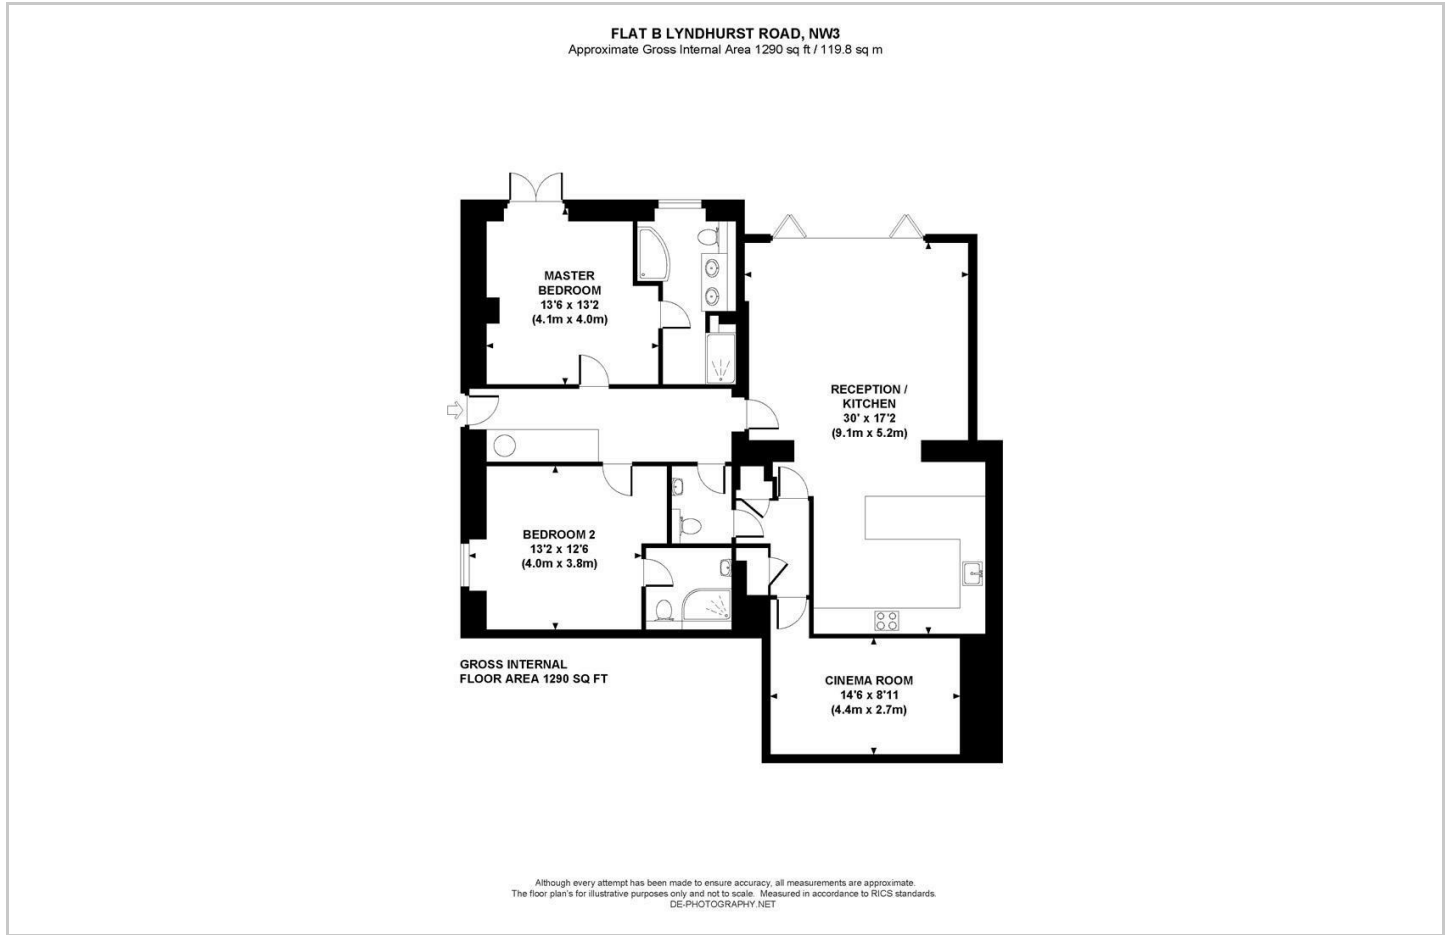 FLAT B LYNDHURST ROAD, NW3
Approximate Gross Internal Area 1290 sq ft / 119.8 sq m
MASTER
BEDROOM
13'6 x 13'2
(4.1m x 4.0m)
RECEPTION /
KITCHEN
30' x 17'2
(9.1m x 5.2m)
BEDROOM 2
13'2 x 12'6
(4.0m x 3.8m)
GROSS INTERNAL
FLOOR AREA 1290 SQ FT
CINEMA ROOM
14'6 x 8'11
(4.4m x 2.7m)
Although every attempt has been made to ensure accuracy, all measurements are approximate.
The floor plan's for illustrative purposes only and not to scale. Measured in accordance to RICS standards.
DE-PHOTOGRAPHY.NET